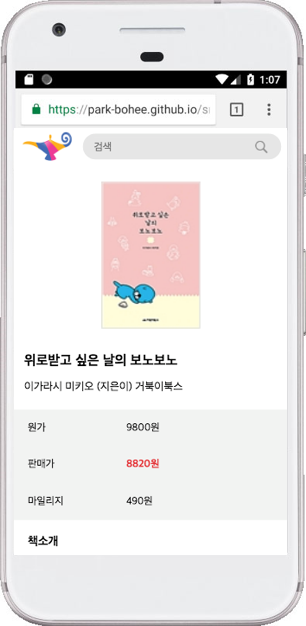 1:07
https://park-bohee.github.io/s
1
검색
위로받고 싶은
날의
보노보노
위로받고 싶은 날의 보노보노
이가라시 미키오 (지은이) 거북이북스
원가 9800원
판매가 8820원
마일리지 490원
책소개